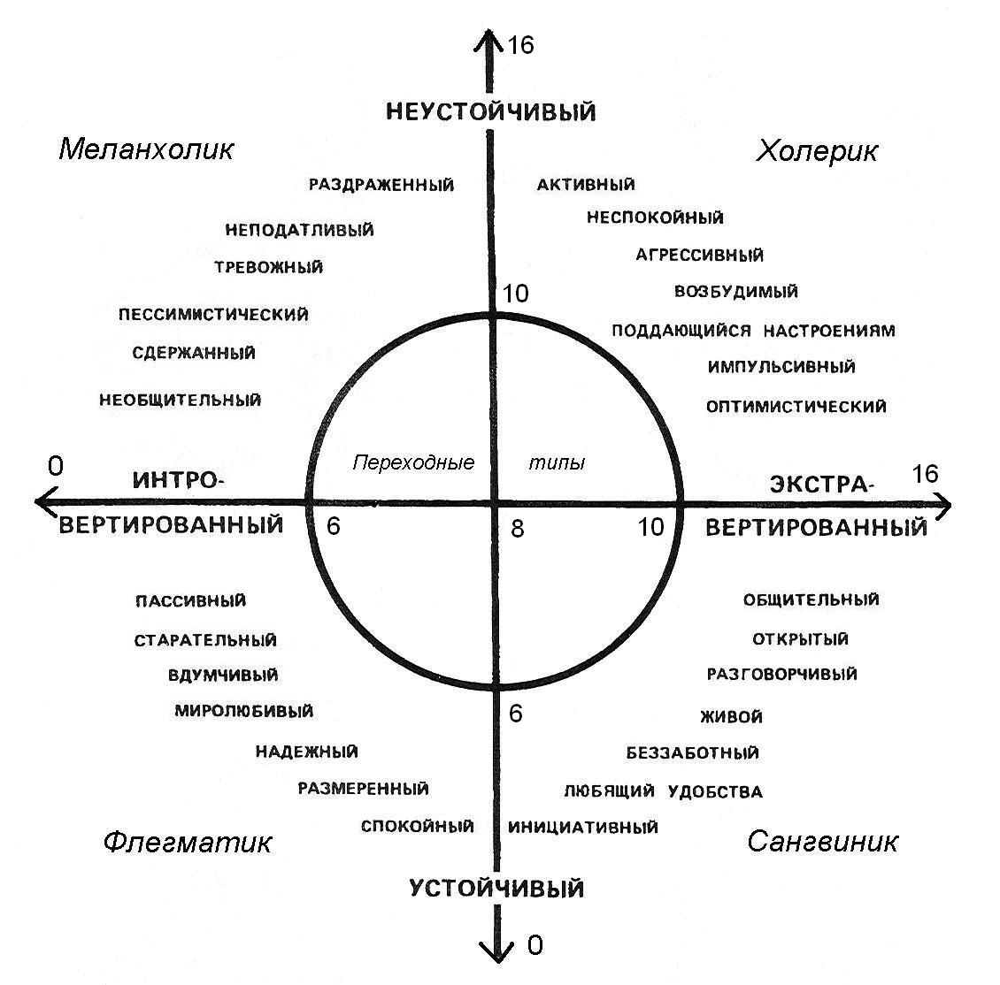 16
НЕУСТОЙЧИВЫЙ
Меланхолик
Холерик
РАЗДРАЖЕННЫЙ
АКТИВНЫЙ
НЕПОДАТЛИВЫЙ
НЕСПОКОЙНЫЙ
ТРЕВОЖНЫЙ
АГРЕССИВНЫЙ
ВОЗБУДИМЫЙ
10
ПЕССИМИСТИЧЕСКИЙ
ПОДДАЮЩИЙСЯ НАСТРОЕНИЯМ
СДЕРЖАННЫЙ
ИМПУЛЬСИВНЫЙ
НЕОБЩИТЕЛЬНЫЙ
ОПТИМИСТИЧЕСКИЙ
Переходные типы
0
ИНТРО-
ВЕРТИРОВАННЫЙ
16
ЭКСТРА-
ВЕРТИРОВАННЫЙ
6
8
10
ПАССИВНЫЙ
ОБЩИТЕЛЬНЫЙ
СТАРАТЕЛЬНЫЙ
ОТКРЫТЫЙ
ВДУМЧИВЫЙ
РАЗГОВОРЧИВЫЙ
МИРОЛЮБИВЫЙ
6
ЖИВОЙ
НАДЕЖНЫЙ
БЕЗЗАБОТНЫЙ
РАЗМЕРЕННЫЙ
ЛЮБЯЩИЙ УДОБСТВА
СПОКОЙНЫЙ
ИНИЦИАТИВНЫЙ
Флегматик
Сангвиник
УСТОЙЧИВЫЙ
0